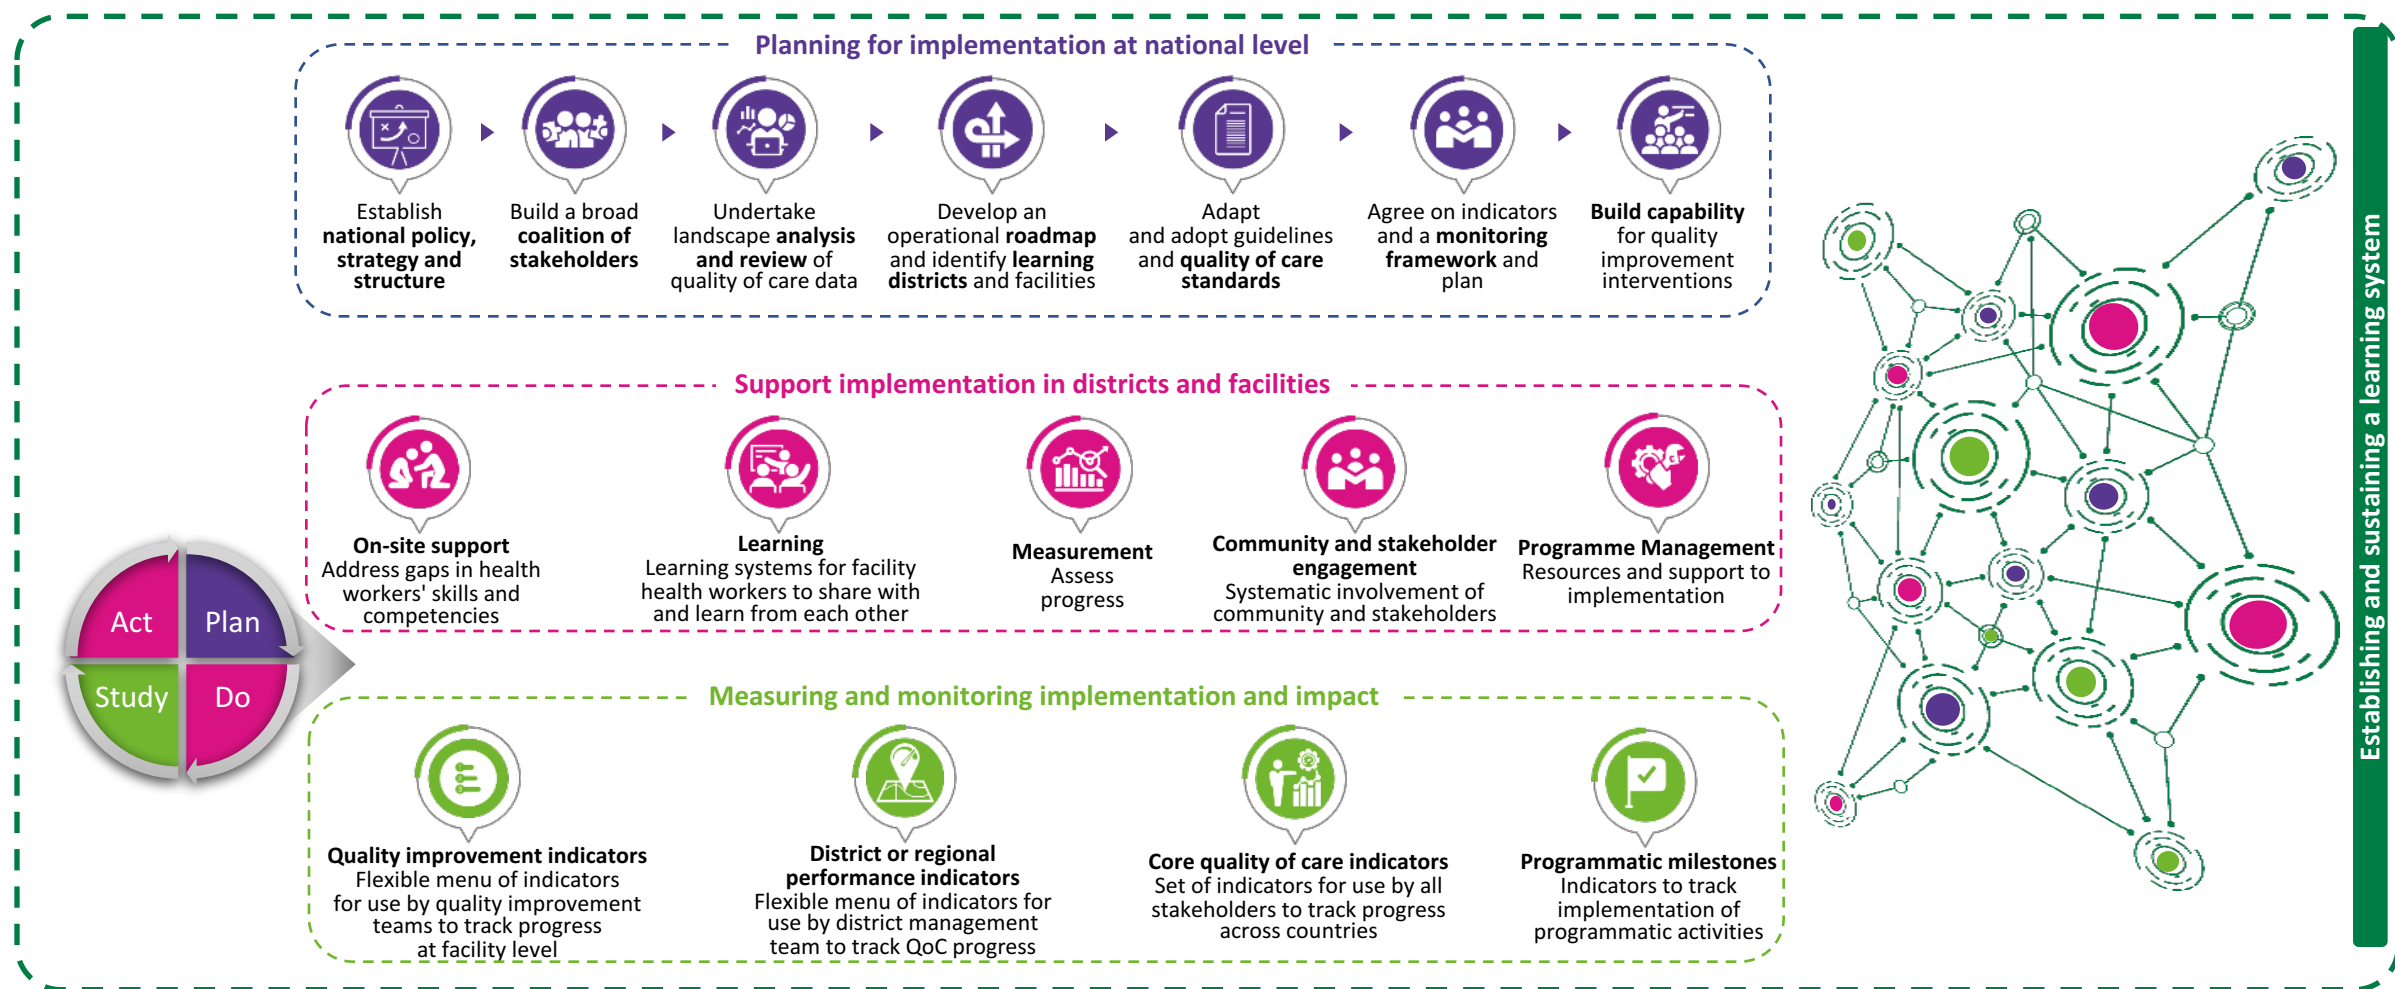 Planning for implementation at national level
Establish
national policy,
strategy and
structure
Build a broad
coalition of
stakeholders
Undertake
landscape analysis
and review of
quality of care data
Develop an
operational roadmap
and identify learning
districts and facilities
Adapt
and adopt guidelines
and quality of care
standards
Agree on indicators
and a monitoring
framework and
plan
Build capability
for quality
improvement
interventions
Support implementation in districts and facilities
On-site support
Address gaps in health
workers' skills and
competencies
Learning
Learning systems for facility
health workers to share with
and learn from each other
Measurement
Assess
progress
Community and stakeholder
engagement
Systematic involvement of
community and stakeholders
Programme Management
Resources and support to
implementation
Act
Plan
Study
Do
Measuring and monitoring implementation and impact
Quality improvement indicators
Flexible menu of indicators
for use by quality improvement
teams to track progress
at facility level
District or regional
performance indicators
Flexible menu of indicators for
use by district management
team to track QoC progress
Core quality of care indicators
Set of indicators for use by all
stakeholders to track progress
across countries
Programmatic milestones
Indicators to track
implementation of
programmatic activities
Establishing and sustaining a learning system